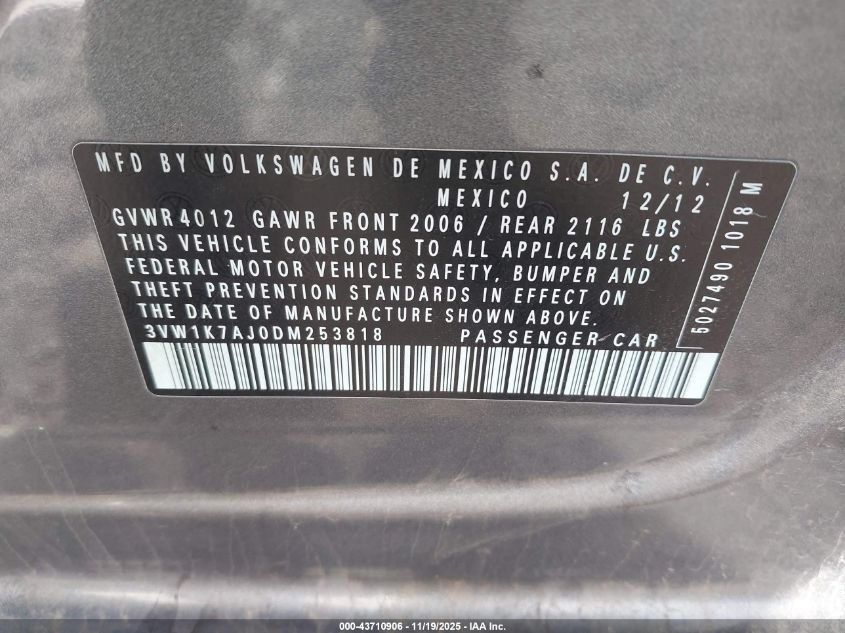 MFD BY VOLKSWAGEN DE MEXICO S.A. DE C.V.
MEXICO 12/12
GVWR 4012 GAWR FRONT 2006 / REAR 2116 LBS
THIS VEHICLE CONFORMS TO ALL APPLICABLE U.S.
FEDERAL MOTOR VEHICLE SAFETY, BUMPER AND
THEFT PREVENTION STANDARDS IN EFFECT ON
THE DATE OF MANUFACTURE SHOWN ABOVE.
3VW1K7AJ0DM253818 PASSENGER CAR
50274901018 M
000-43710906 - 11/19/2025 - IAA Inc.